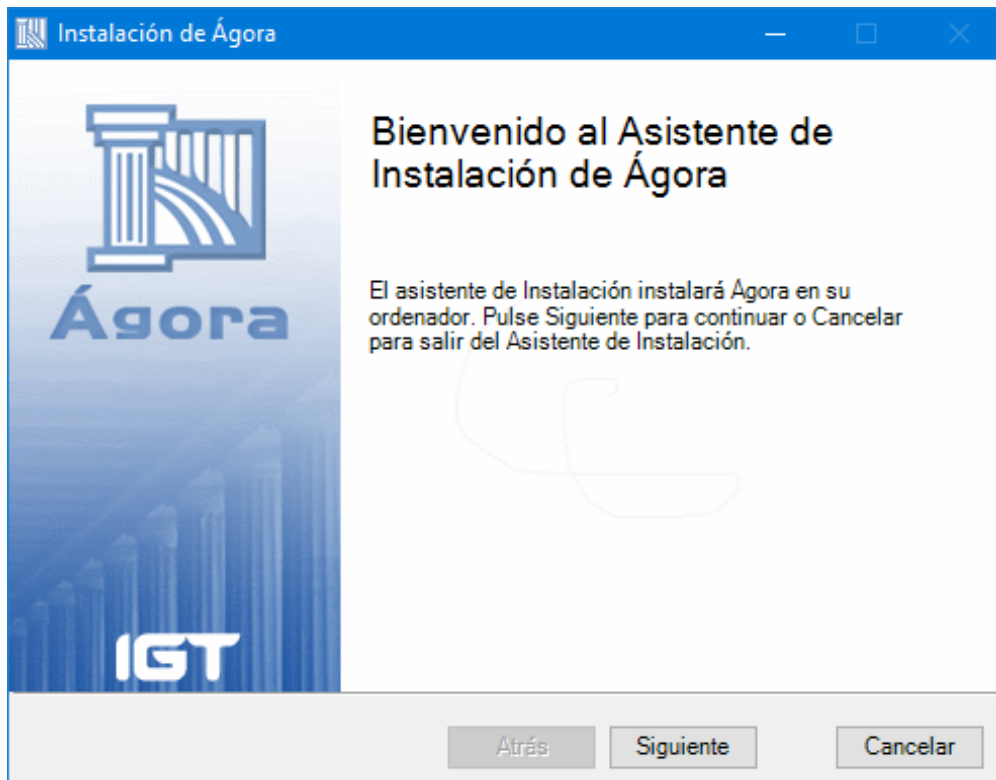 Instalación de Ágora
Ágora
IGT
Bienvenido al Asistente de
Instalación de Ágora
El asistente de Instalación instalará Ágora en su
ordenador. Pulse Siguiente para continuar o Cancelar
para salir del Asistente de Instalación.
Atrás
Siguiente
Cancelar